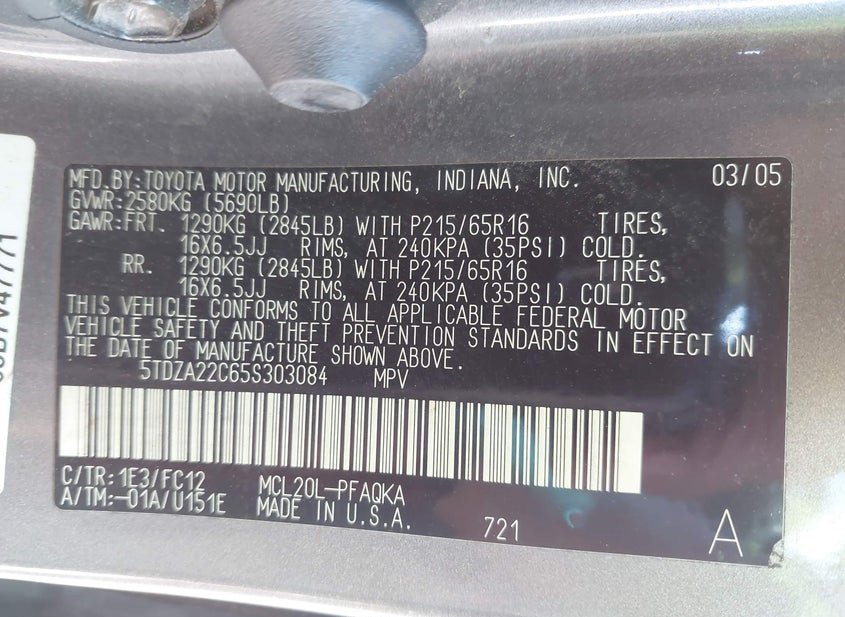 MFD.BY:TOYOTA MOTOR MANUFACTURING, INDIANA, INC. 03/05
GVWR:2580KG (5690LB)
GAWR:FRT. 1290KG (2845LB) WITH P215/65R16 TIRES,
16X6.5JJ RIMS, AT 240KPA (35PSI) COLD.
RR. 1290KG (2845LB) WITH P215/65R16 TIRES,
16X6.5JJ RIMS, AT 240KPA (35PSI) COLD.
THIS VEHICLE CONFORMS TO ALL APPLICABLE FEDERAL MOTOR
VEHICLE SAFETY AND THEFT PREVENTION STANDARDS IN EFFECT ON
THE DATE OF MANUFACTURE SHOWN ABOVE.
5TDZA22C65S303084 MPV
C/TR:1E3/FC12 MCL20L-PFAQKA
A/TM:-01A/U151E MADE IN U.S.A.
721 A